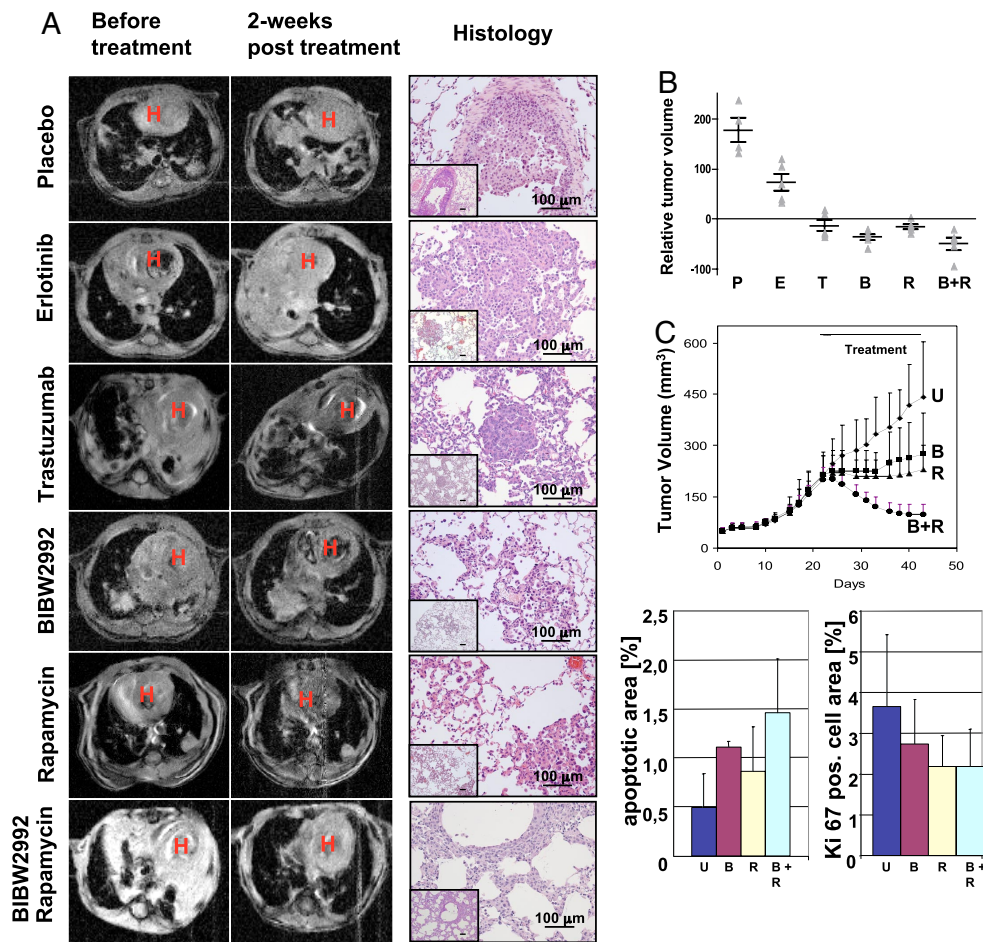 A
Before
treatment
2-weeks
post treatment
Histology
Placebo
H
H
100 µm
Erlotinib
H
H
100 µm
Trastuzumab
H
H
100 µm
BIBW2992
H
H
100 µm
Rapamycin
H
H
100 µm
BIBW2992
Rapamycin
H
H
100 µm
B
Relative tumor volume
200
100
0
-100
P E T B R B+R
C
Tumor Volume (mm³)
600
450
300
150
0
Treatment
U
B
R
B+R
0 10 20 30 40 50
Days
apoptotic area [%]
2,5
2,0
1,5
1,0
0,5
0
U B R B +
R
Ki 67 pos. cell area [%]
6
5
4
3
2
1
0
U B R B +
R